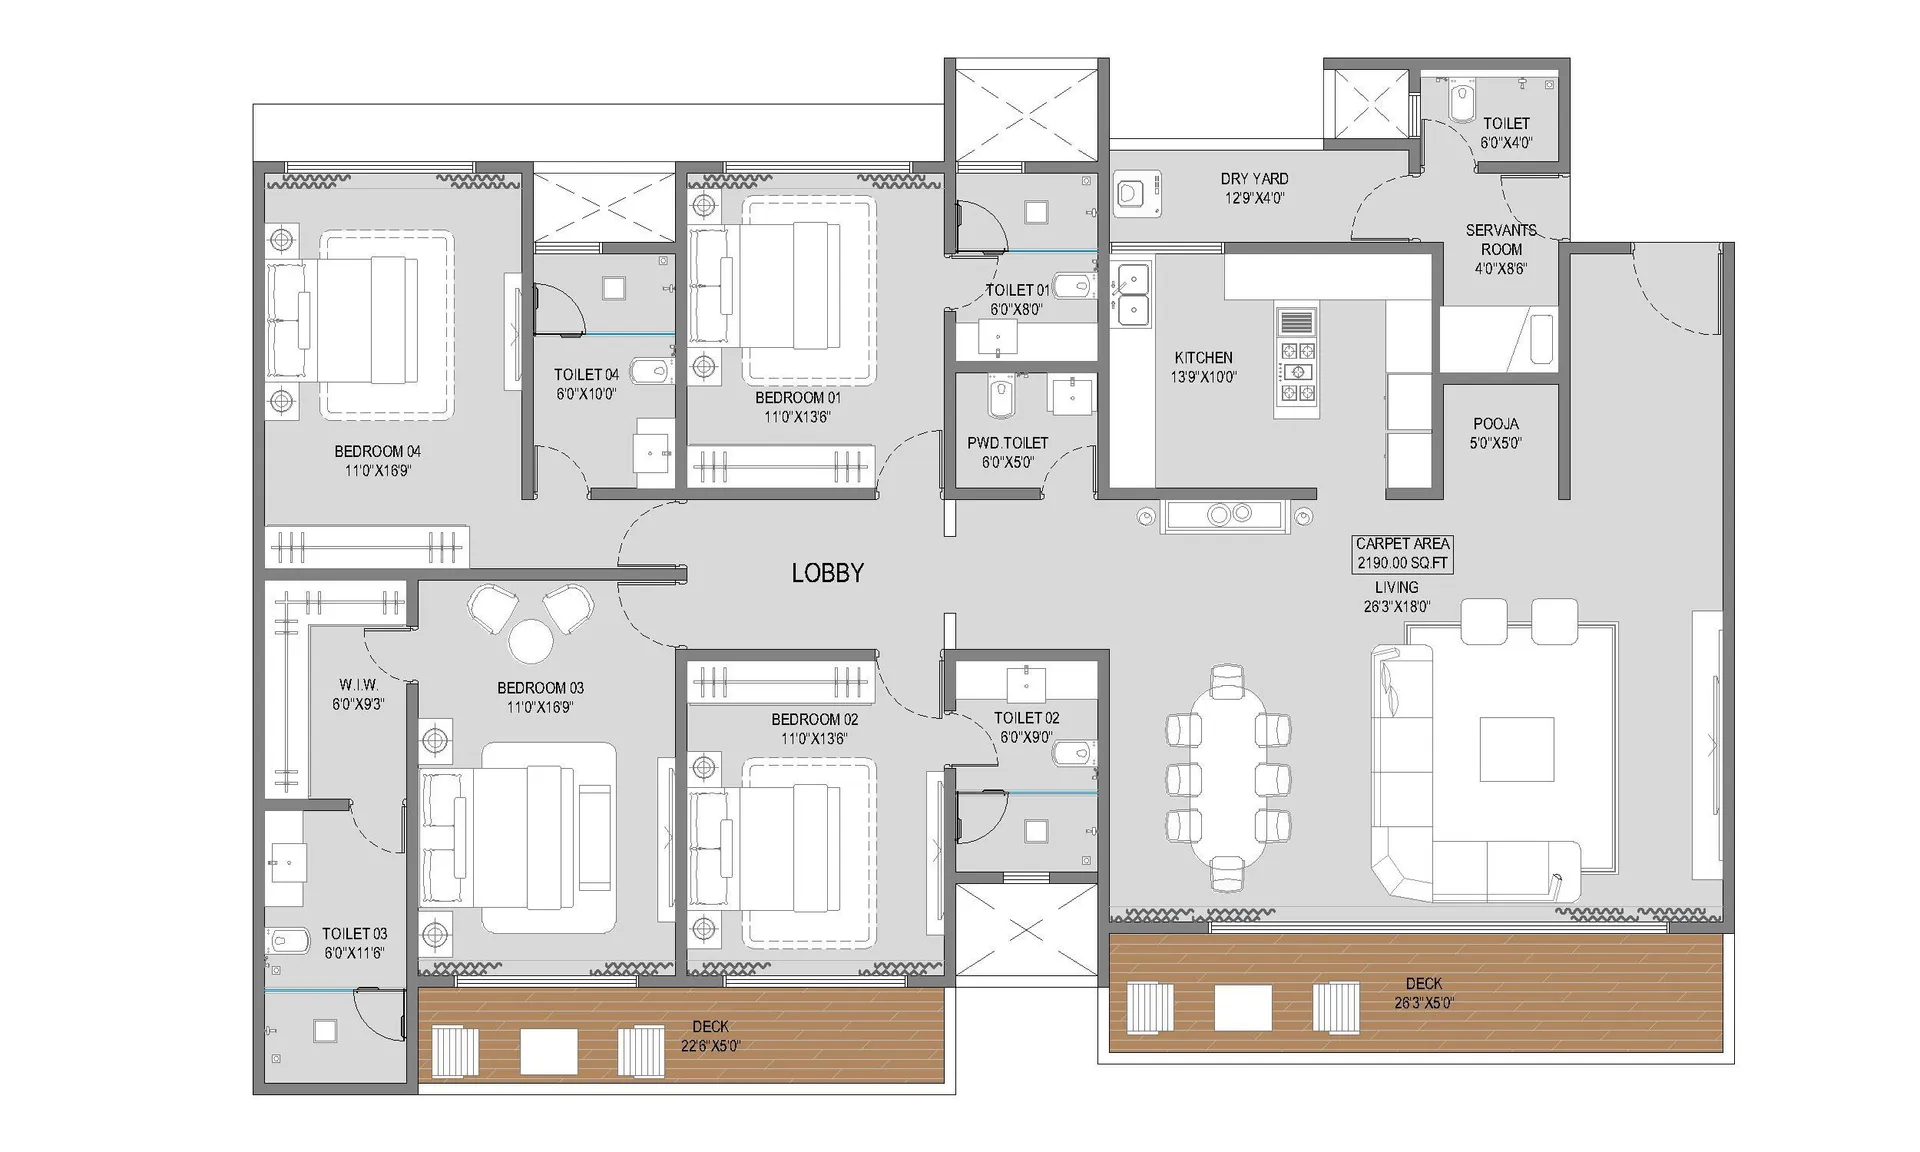 TOILET
6'0"X4'0"
DRY YARD
12'9"X4'0"
SERVANTS
ROOM
4'0"X8'6"
TOILET 01
6'0"X8'0"
KITCHEN
13'9"X10'0"
TOILET 04
6'0"X10'0"
BEDROOM 01
11'0"X13'6"
POOJA
5'0"X5'0"
PWD.TOILET
6'0"X5'0"
BEDROOM 04
11'0"X16'9"
CARPET AREA
2190.00 SQ.FT
LOBBY
LIVING
26'3"X18'0"
W.I.W.
6'0"X9'3"
BEDROOM 03
11'0"X16'9"
BEDROOM 02
11'0"X13'6"
TOILET 02
6'0"X9'0"
TOILET 03
6'0"X11'6"
DECK
26'3"X5'0"
DECK
22'6"X5'0"